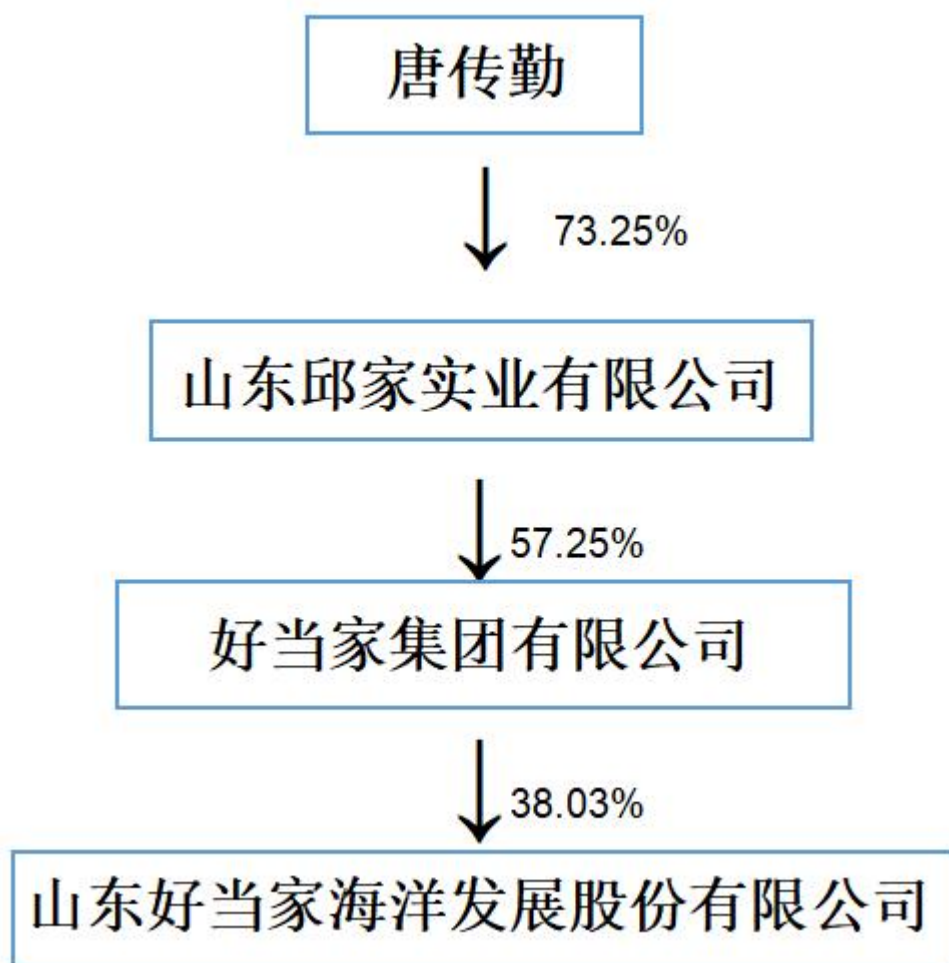 唐传勤
73.25%
山东邱家实业有限公司
57.25%
好当家集团有限公司
38.03%
山东好当家海洋发展股份有限公司